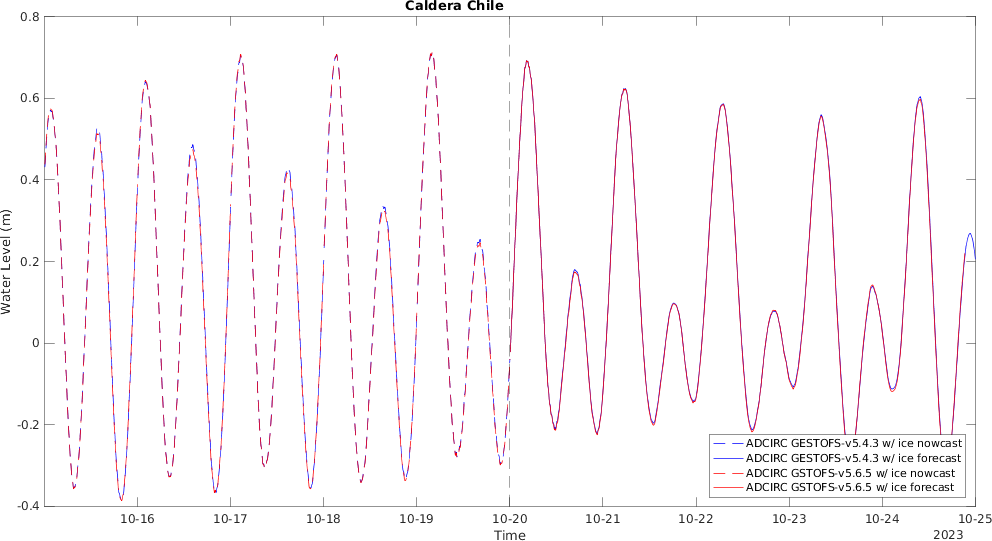 Caldera Chile
Water Level (m)
0.8
0.6
0.4
0.2
0
-0.2
-0.4
ADCIRC GESTOFS-v5.4.3 w/ ice nowcast
ADCIRC GESTOFS-v5.4.3 w/ ice forecast
ADCIRC GSTOFS-v5.6.5 w/ ice nowcast
ADCIRC GSTOFS-v5.6.5 w/ ice forecast
10-16 10-17 10-18 10-19 10-20 10-21 10-22 10-23 10-24 10-25
Time
2023